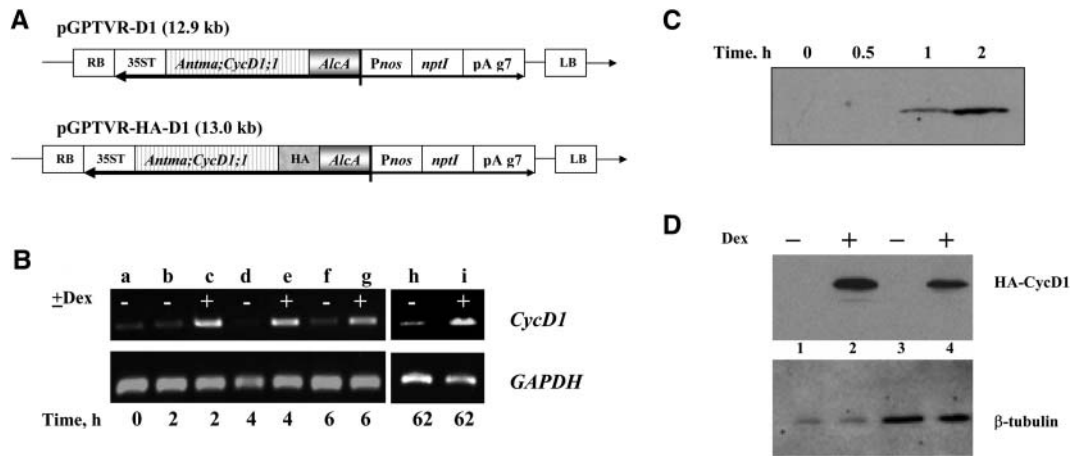 A
pGPTVR-D1 (12.9 kb)
RB 35ST Antma;CycD1;1 AlcA Pnos nptI pA g7 LB
pGPTVR-HA-D1 (13.0 kb)
RB 35ST Antma;CycD1;1 HA AlcA Pnos nptI pA g7 LB
B
a b c d e f g h i
±Dex - - + - + - + - +
CycD1
GAPDH
Time, h 0 2 2 4 4 6 6 62 62
C
Time, h 0 0.5 1 2
D
Dex − + − +
HA-CycD1
1 2 3 4
β-tubulin